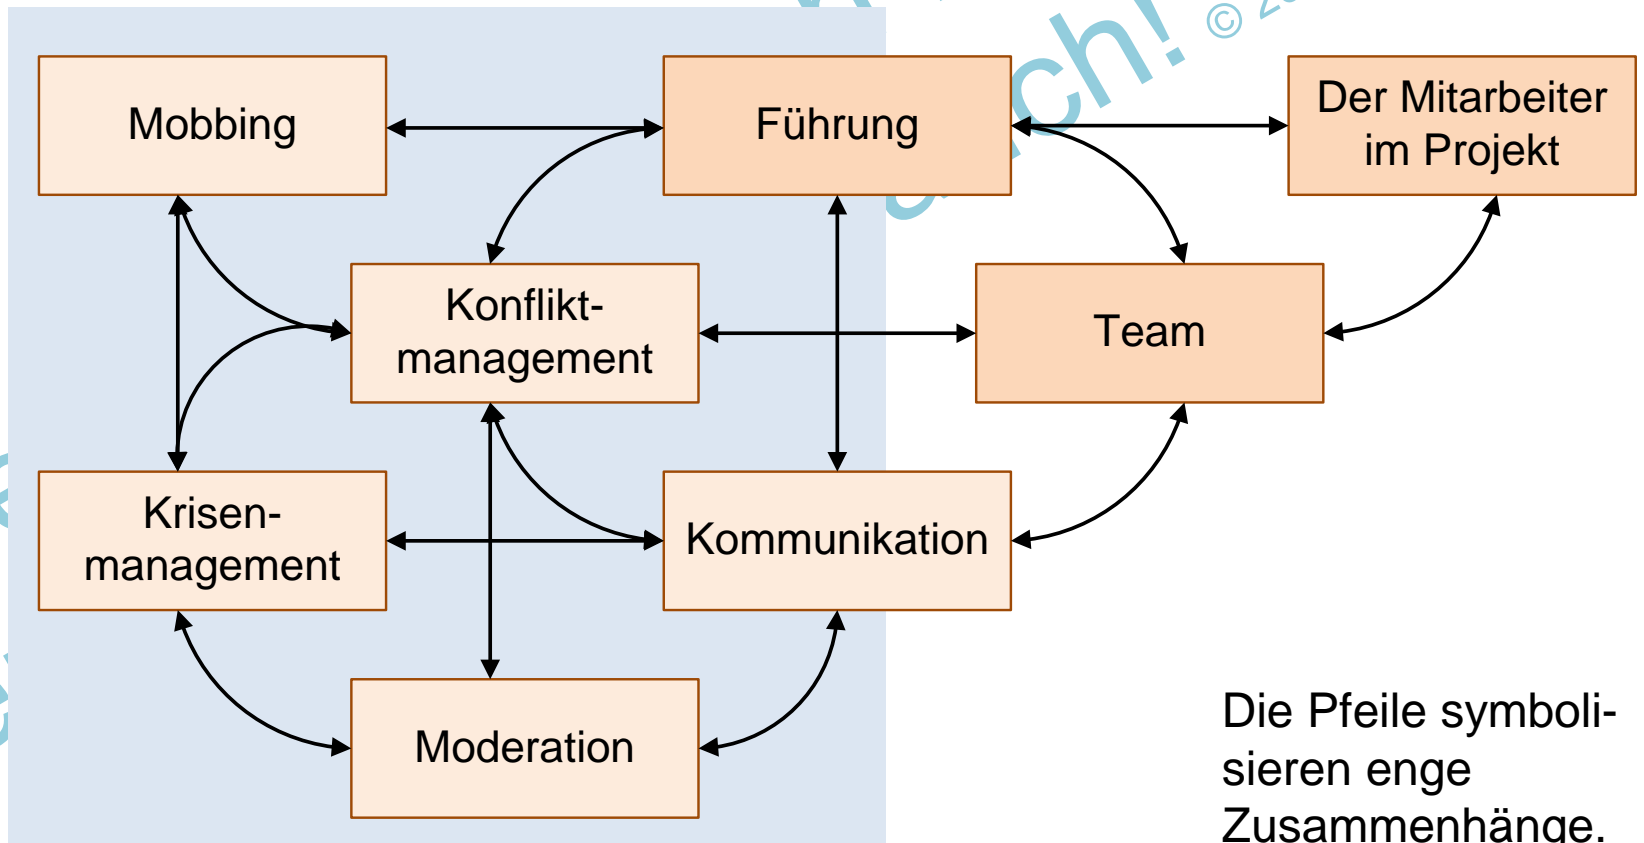 Mobbing
Führung
Der Mitarbeiter
im Projekt
Konflikt-
management
Team
Krisen-
management
Kommunikation
Moderation
Die Pfeile symboli-
sieren enge
Zusammenhänge.
©